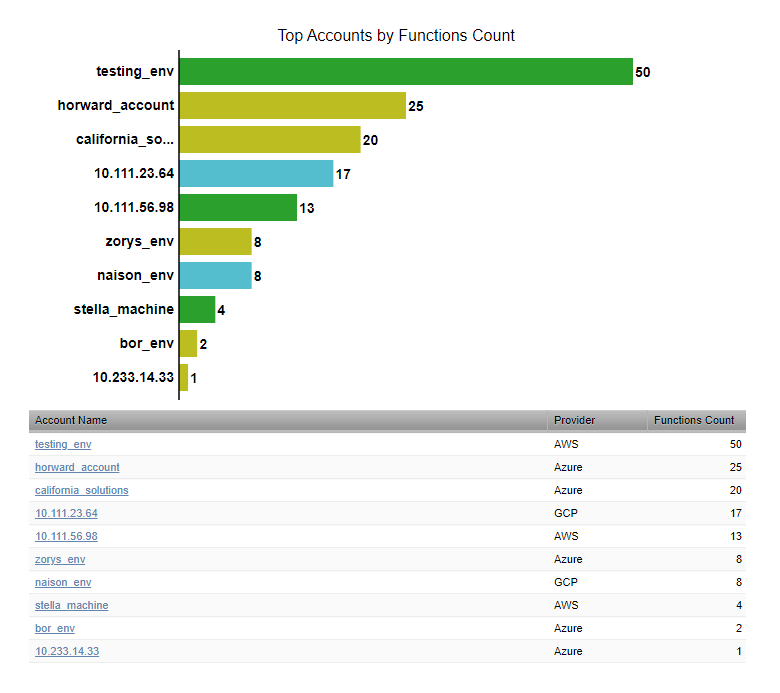 Top Accounts by Functions Count
testing_env 50
horward_account 25
california_so... 20
10.111.23.64 17
10.111.56.98 13
zorys_env 8
naison_env 8
stella_machine 4
bor_env 2
10.233.14.33 1
Account Name Provider Functions Count
testing_env AWS 50
horward_account Azure 25
california_solutions Azure 20
10.111.23.64 GCP 17
10.111.56.98 AWS 13
zorys_env Azure 8
naison_env GCP 8
stella_machine AWS 4
bor_env Azure 2
10.233.14.33 Azure 1